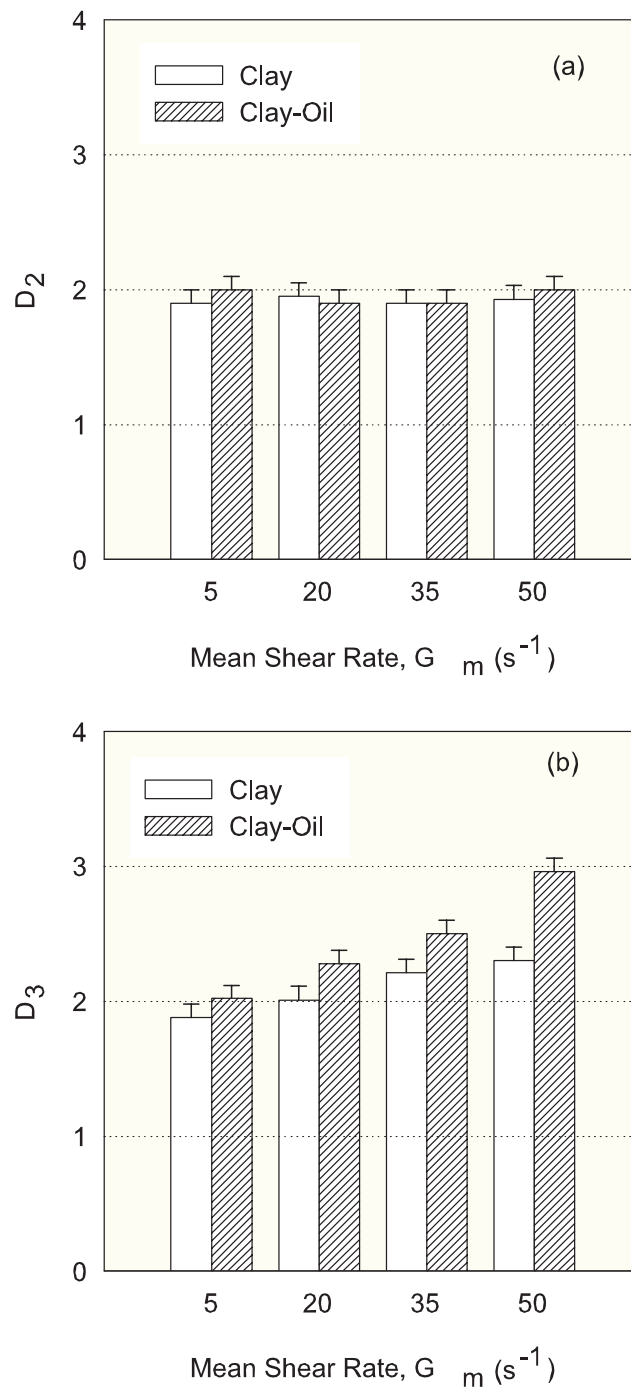 4
(a)
Clay
Clay-Oil
3
D2
2
1
0
5 20 35 50
Mean Shear Rate, G m (s-1)
4
(b)
Clay
Clay-Oil
3
D3
2
1
0
5 20 35 50
Mean Shear Rate, G m (s-1)